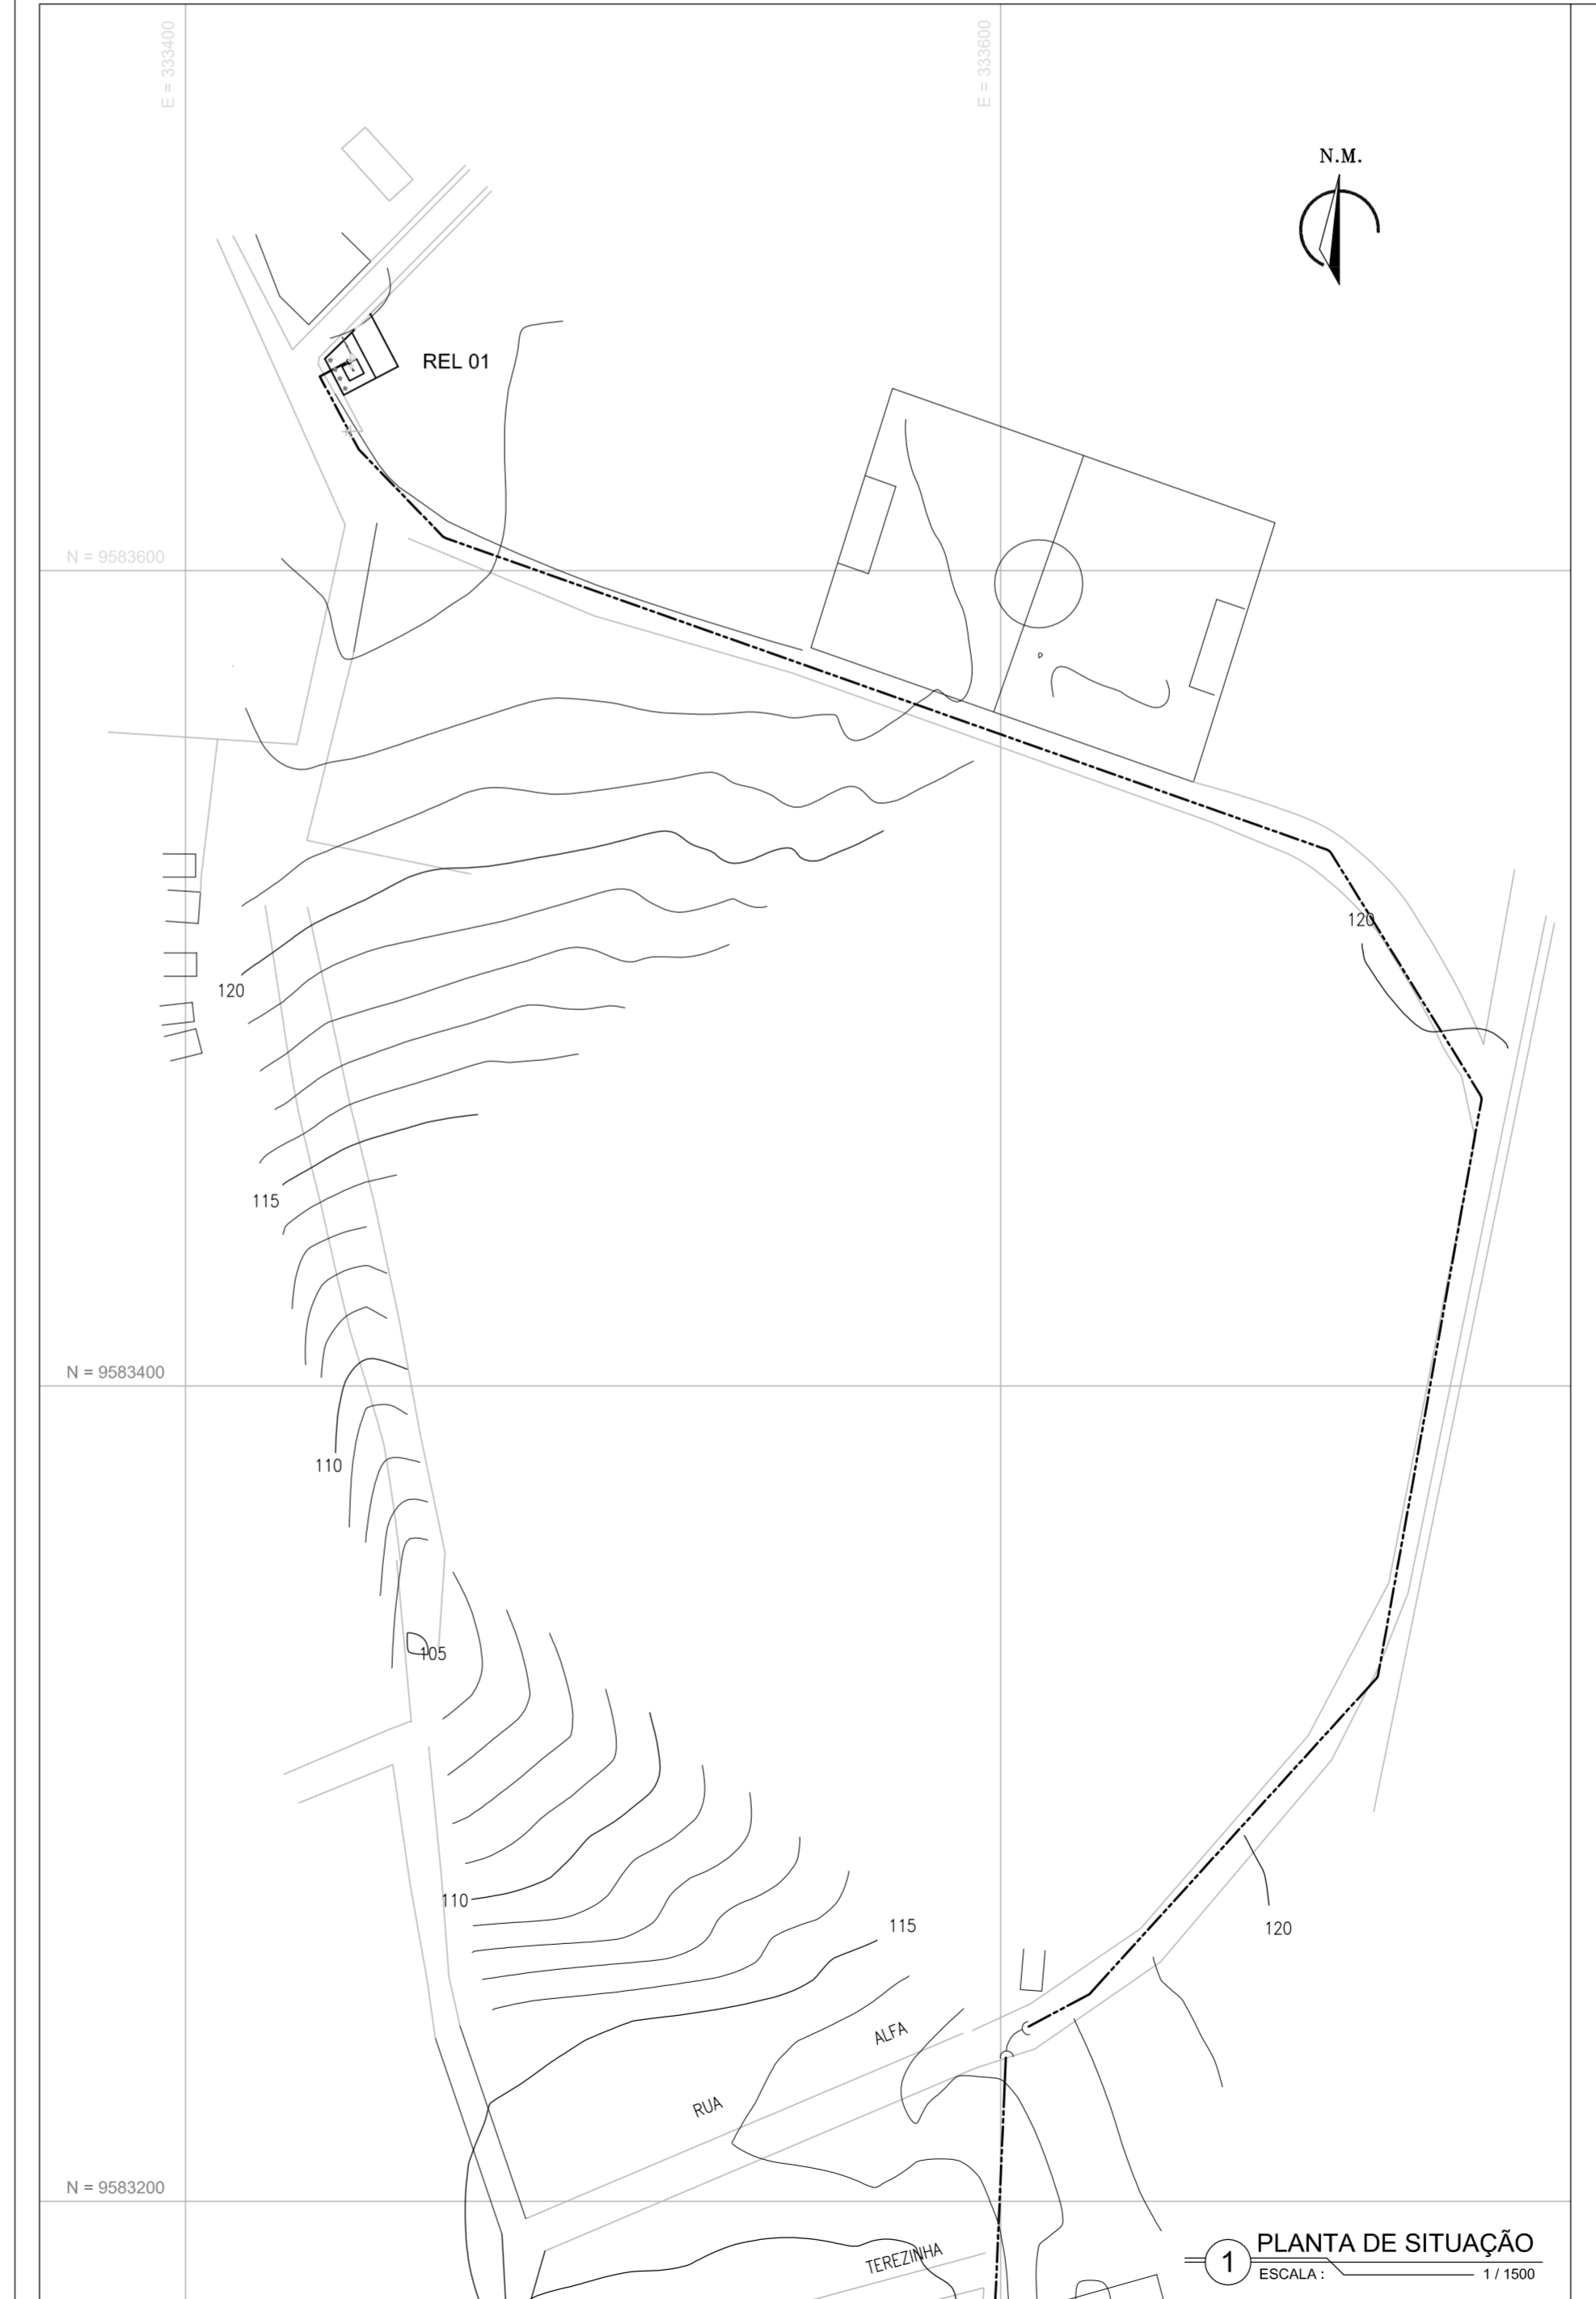 E = 333400
E = 333600
N.M.
REL 01
N = 9583600
120
120
115
N = 9583400
110
105
110
115
120
RUA ALFA
N = 9583200
TEREZINHA
1
PLANTA DE SITUAÇÃO
ESCALA : 1 / 1500